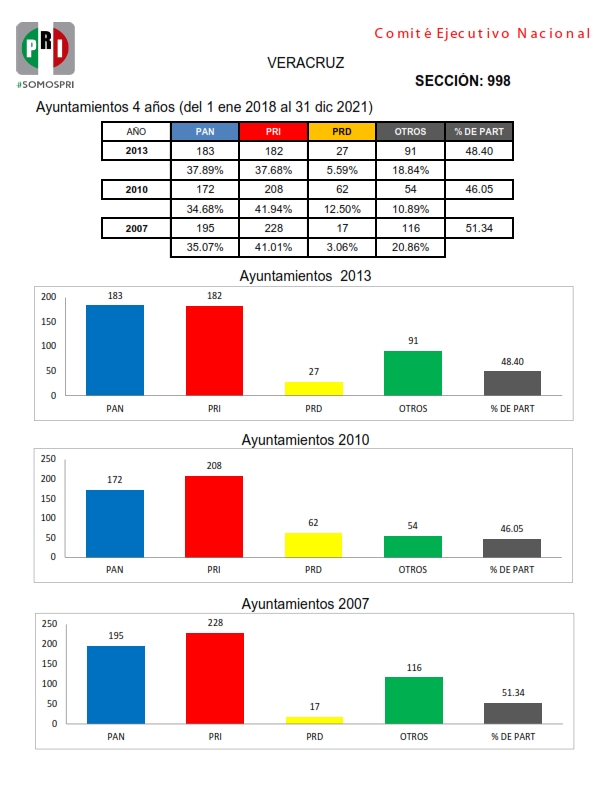 Comité Ejecutivo Nacional
PRI
#SOMOSPRI
VERACRUZ
SECCIÓN: 998
Ayuntamientos 4 años (del 1 ene 2018 al 31 dic 2021)
AÑO PAN PRI PRD OTROS % DE PART
2013 183 182 27 91 48.40
37.89% 37.68% 5.59% 18.84%
2010 172 208 62 54 46.05
34.68% 41.94% 12.50% 10.89%
2007 195 228 17 116 51.34
35.07% 41.01% 3.06% 20.86%
Ayuntamientos 2013
200
150
100
50
0
183 182 27 91 48.40
PAN PRI PRD OTROS % DE PART
Ayuntamientos 2010
250
200
150
100
50
0
172 208 62 54 46.05
PAN PRI PRD OTROS % DE PART
Ayuntamientos 2007
250
200
150
100
50
0
195 228 17 116 51.34
PAN PRI PRD OTROS % DE PART